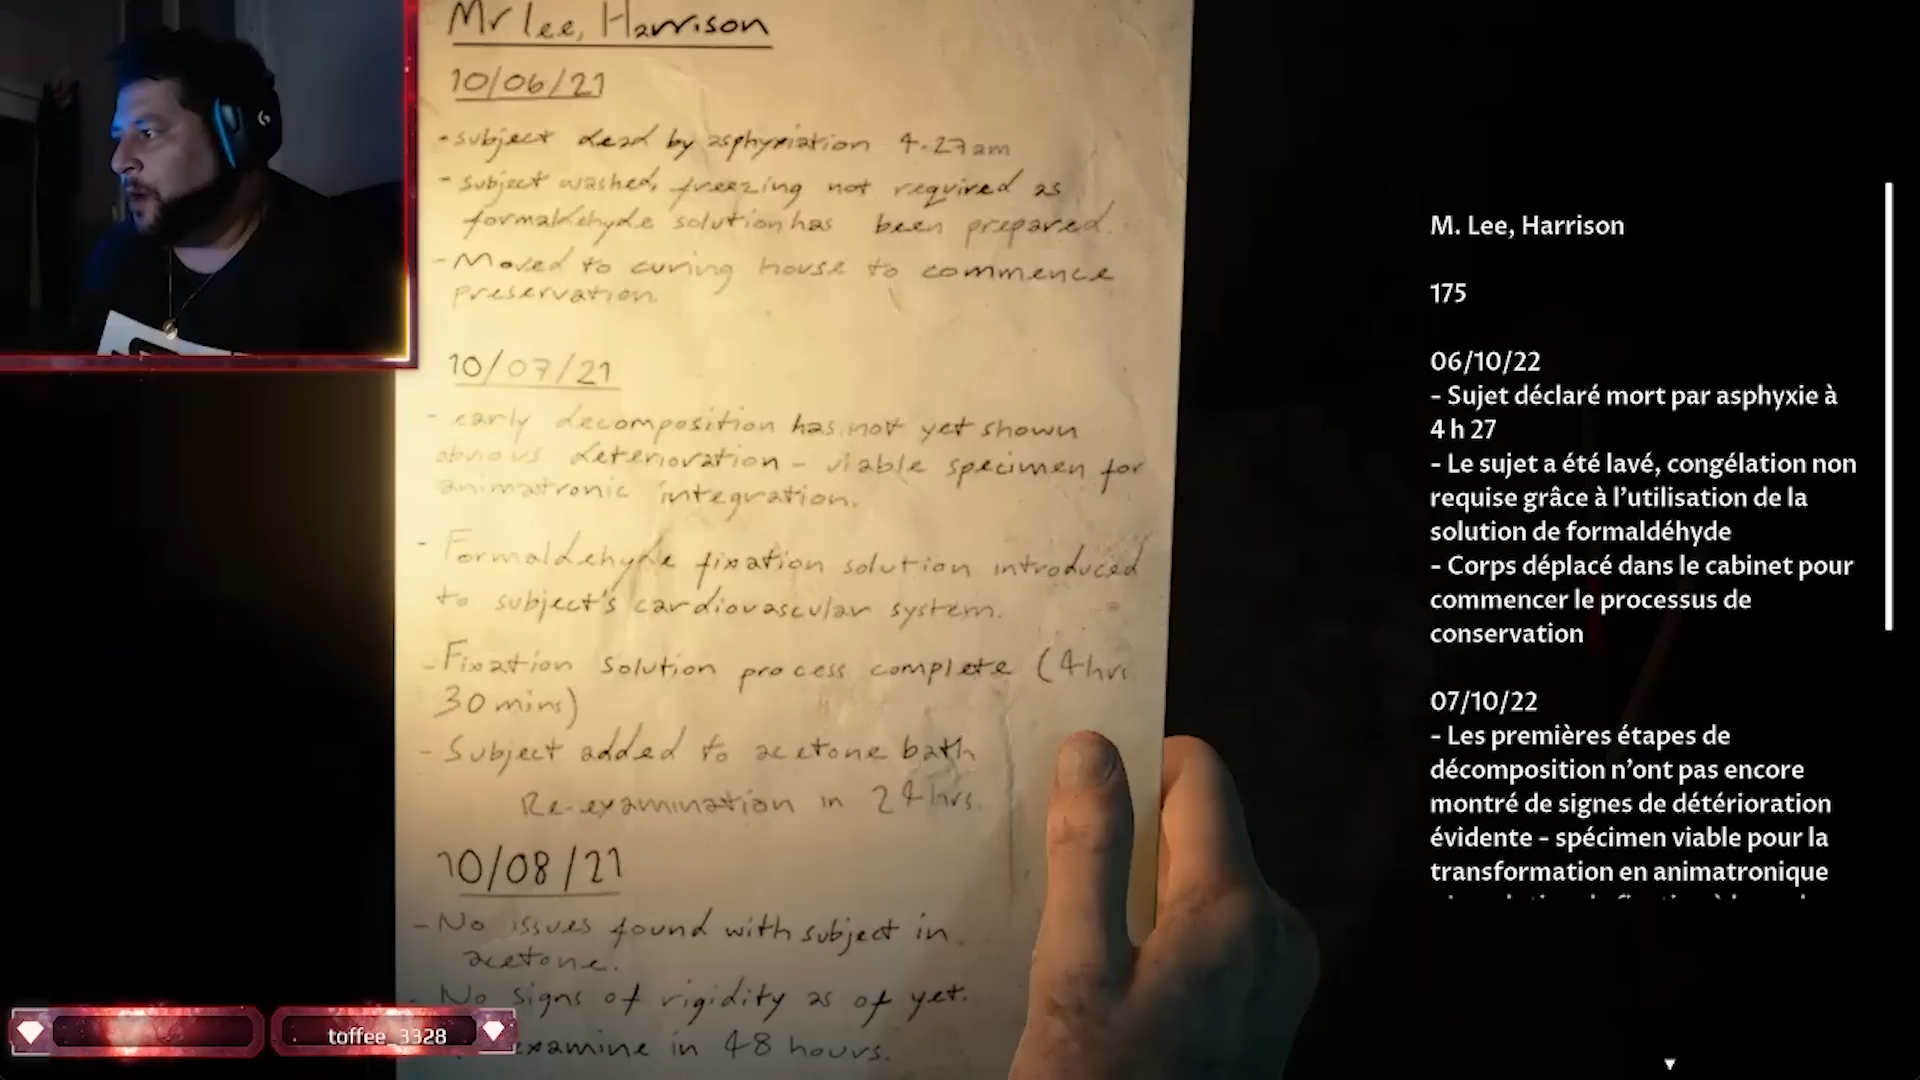 Mr Lee, Harrison
10/06/21
- subject dead by asphyxiation 4.27am
- subject washed, freezing not required as
formaldehyde solution has been prepared.
- Moved to curing house to commence
preservation
10/07/21
- early decomposition has not yet shown
obvious deterioration - viable specimen for
animatronic integration.
- Formaldehyde fixation solution introduced
to subject's cardiovascular system.
- Fixation solution process complete (4hrs
30 mins)
- Subject added to acetone bath
Re-examination in 24hrs.
10/08/21
- No issues found with subject in
acetone.
- No signs of rigidity as of yet.
examine in 48 hours.
toffee_3328
M. Lee, Harrison
175
06/10/22
- Sujet déclaré mort par asphyxie à
4 h 27
- Le sujet a été lavé, congélation non
requise grâce à l'utilisation de la
solution de formaldéhyde
- Corps déplacé dans le cabinet pour
commencer le processus de
conservation
07/10/22
- Les premières étapes de
décomposition n'ont pas encore
montré de signes de détérioration
évidente - spécimen viable pour la
transformation en animatronique